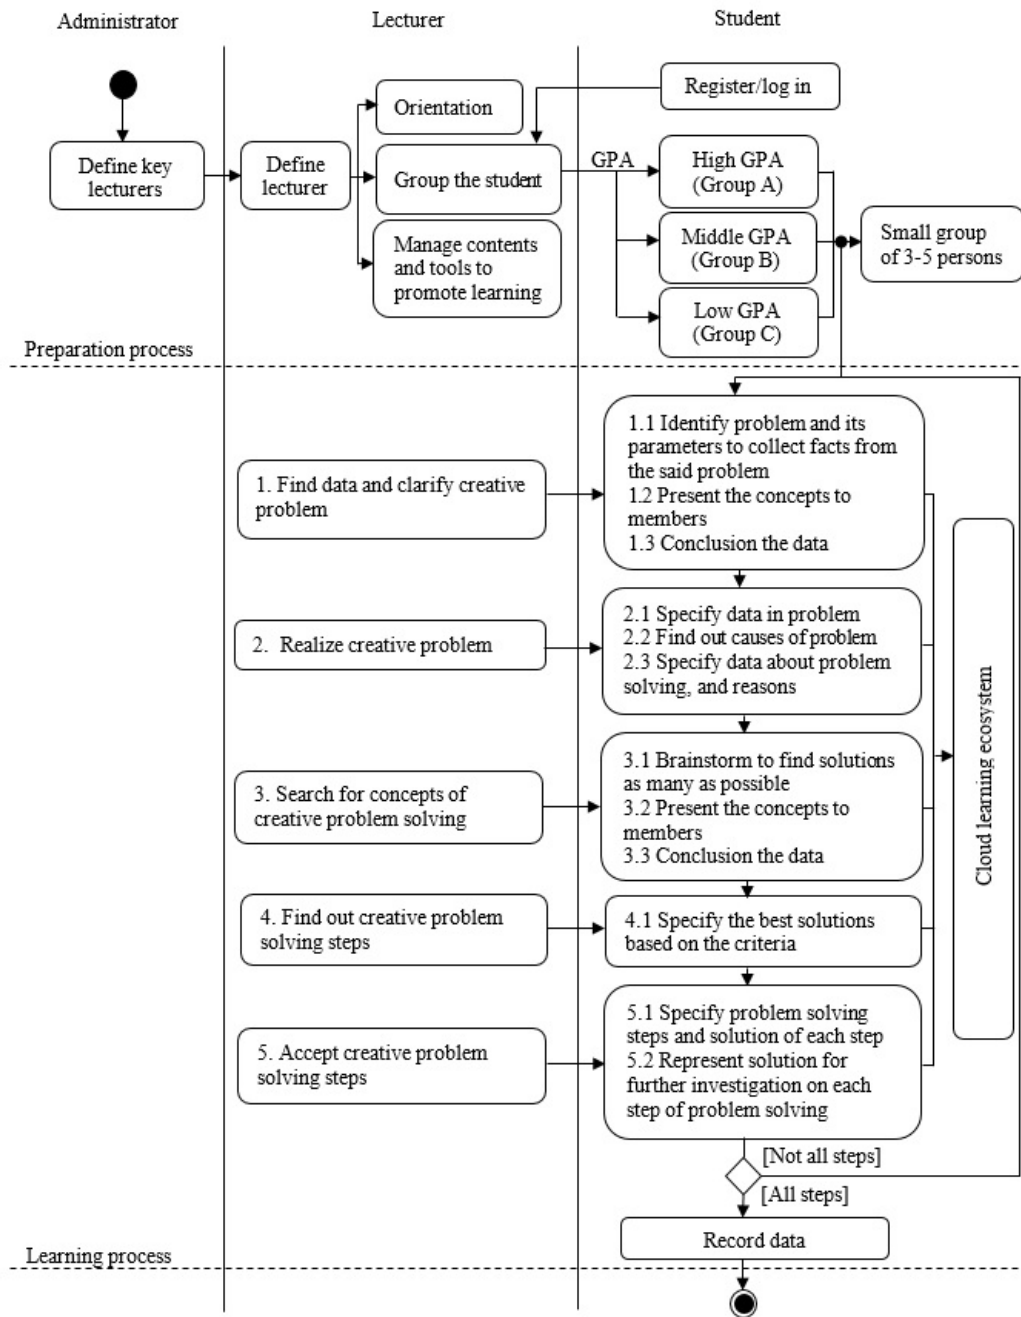 Administrator
Lecturer
Student
Register/log in
Orientation
Define key
lecturers
Define
lecturer
Group the student
GPA
High GPA
(Group A)
Middle GPA
(Group B)
Low GPA
(Group C)
Small group
of 3-5 persons
Manage contents
and tools to
promote learning
Preparation process
1. Find data and clarify creative
problem
1.1 Identify problem and its
parameters to collect facts from
the said problem
1.2 Present the concepts to
members
1.3 Conclusion the data
2. Realize creative problem
2.1 Specify data in problem
2.2 Find out causes of problem
2.3 Specify data about problem
solving, and reasons
3. Search for concepts of
creative problem solving
3.1 Brainstorm to find solutions
as many as possible
3.2 Present the concepts to
members
3.3 Conclusion the data
4. Find out creative problem
solving steps
4.1 Specify the best solutions
based on the criteria
5. Accept creative problem
solving steps
5.1 Specify problem solving
steps and solution of each step
5.2 Represent solution for
further investigation on each
step of problem solving
Cloud learning ecosystem
[Not all steps]
[All steps]
Record data
Learning process